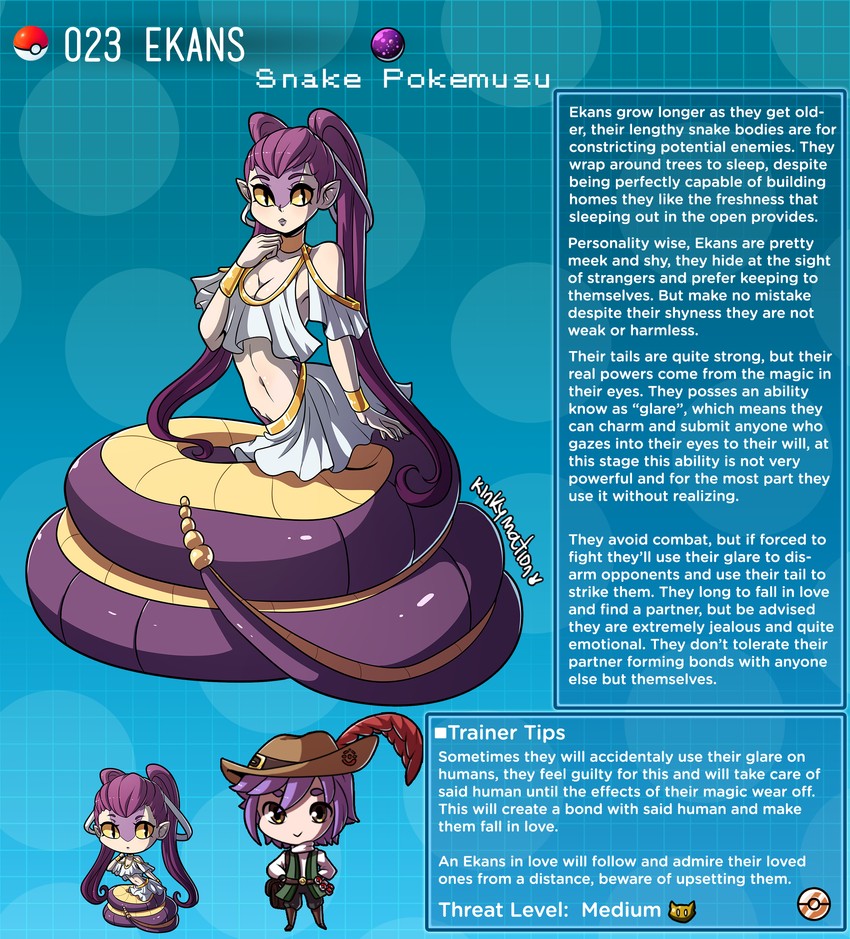 023 EKANS
Snake Pokemusu
Ekans grow longer as they get old-
er, their lengthy snake bodies are for
constricting potential enemies. They
wrap around trees to sleep, despite
being perfectly capable of building
homes they like the freshness that
sleeping out in the open provides.
Personality wise, Ekans are pretty
meek and shy, they hide at the sight
of strangers and prefer keeping to
themselves. But make no mistake
despite their shyness they are not
weak or harmless.
Their tails are quite strong, but their
real powers come from the magic in
their eyes. They posses an ability
know as “glare”, which means they
can charm and submit anyone who
gazes into their eyes to their will, at
this stage this ability is not very
powerful and for the most part they
use it without realizing.
They avoid combat, but if forced to
fight they’ll use their glare to dis-
arm opponents and use their tail to
strike them. They long to fall in love
and find a partner, but be advised
they are extremely jealous and quite
emotional. They don’t tolerate their
partner forming bonds with anyone
else but themselves.
kinkymation
Trainer Tips
Sometimes they will accidentaly use their glare on
humans, they feel guilty for this and will take care of
said human until the effects of their magic wear off.
This will create a bond with said human and make
them fall in love.
An Ekans in love will follow and admire their loved
ones from a distance, beware of upsetting them.
Threat Level: Medium